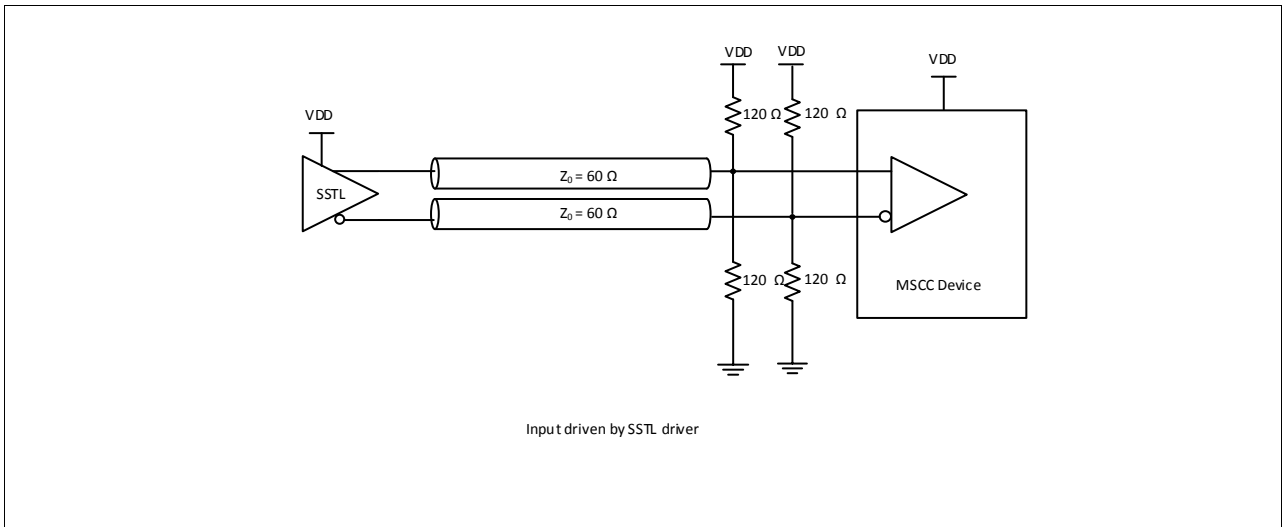 VDD VDD
VDD
VDD
120 Ω 120 Ω
Z₀ = 60 Ω
SSTL
Z₀ = 60 Ω
120 Ω 120 Ω
MSCC Device
Input driven by SSTL driver